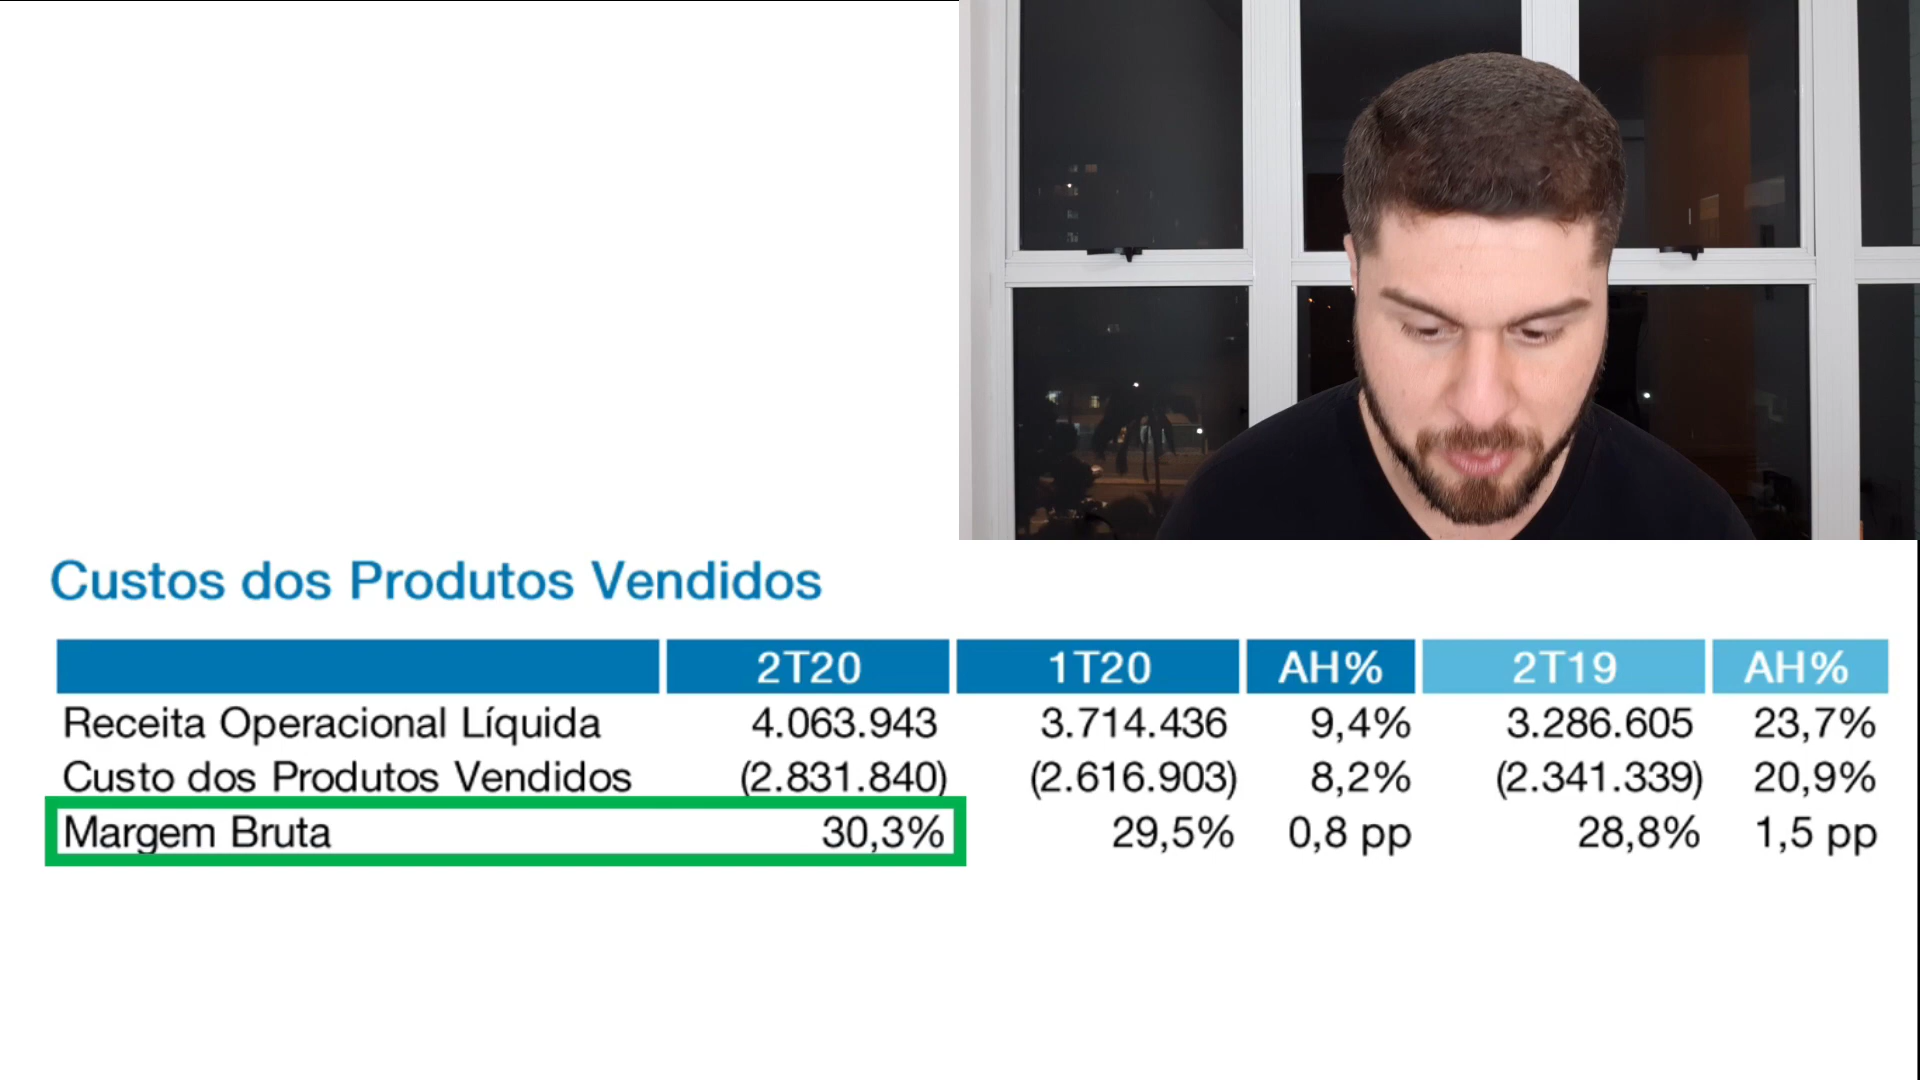 Custos dos Produtos Vendidos
2T20 1T20 AH% 2T19 AH%
Receita Operacional Líquida 4.063.943 3.714.436 9,4% 3.286.605 23,7%
Custo dos Produtos Vendidos (2.831.840) (2.616.903) 8,2% (2.341.339) 20,9%
Margem Bruta 30,3% 29,5% 0,8 pp 28,8% 1,5 pp